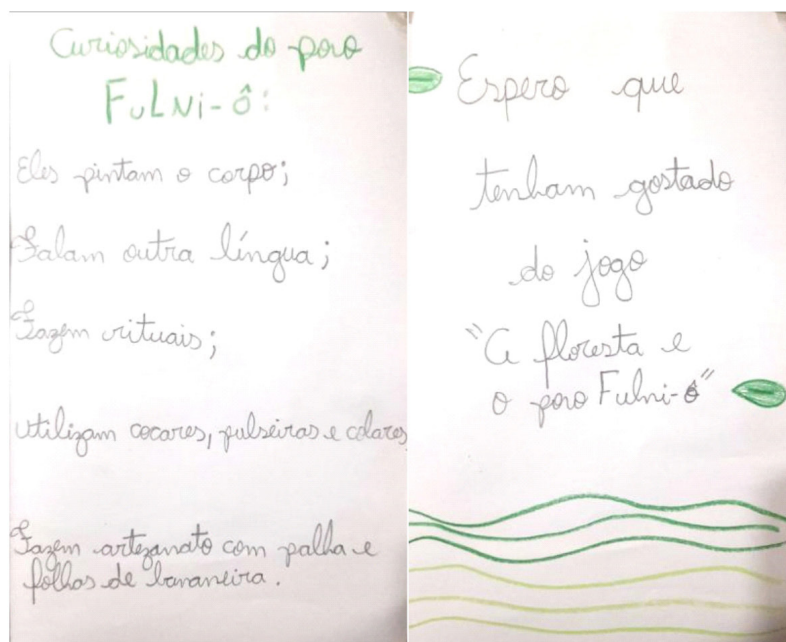 Curiosidades do povo
FULNi-Ô:
Eles pintam o corpo;
Falam outra língua;
Fazem rituais;
utilizam cocares, pulseiras e colares
Fazem artezanato com palha e
folhas de bananeira.
Espero que
tenham gostado
do jogo
"A floresta e
o povo Fulni-ô"